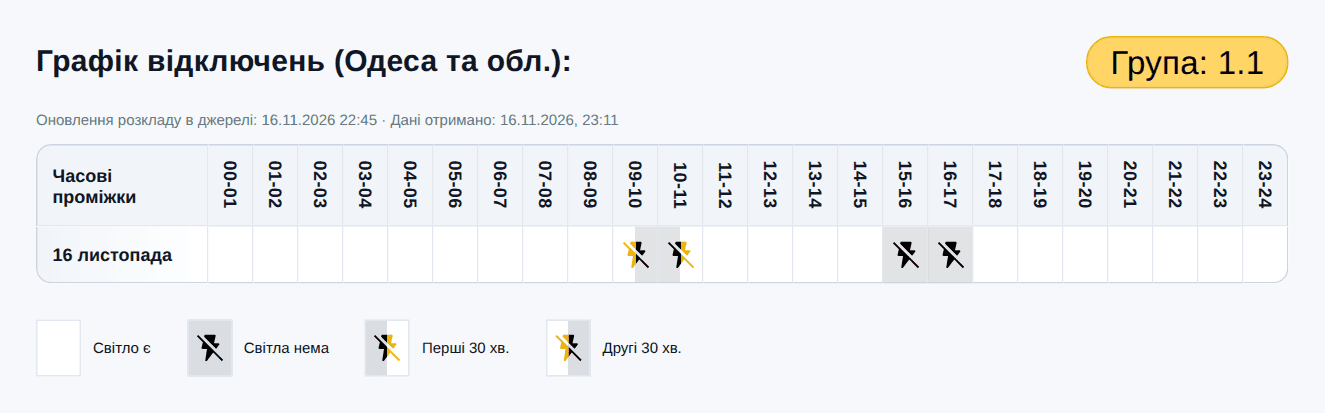 Графік відключень (Одеса та обл.):
Група: 1.1
Оновлення розкладу в джерелі: 16.11.2026 22:45 · Дані отримано: 16.11.2026, 23:11
Часові
проміжки
00-01
01-02
02-03
03-04
04-05
05-06
06-07
07-08
08-09
09-10
10-11
11-12
12-13
13-14
14-15
15-16
16-17
17-18
18-19
19-20
20-21
21-22
22-23
23-24
16 листопада
Світло є
Світла нема
Перші 30 хв.
Другі 30 хв.